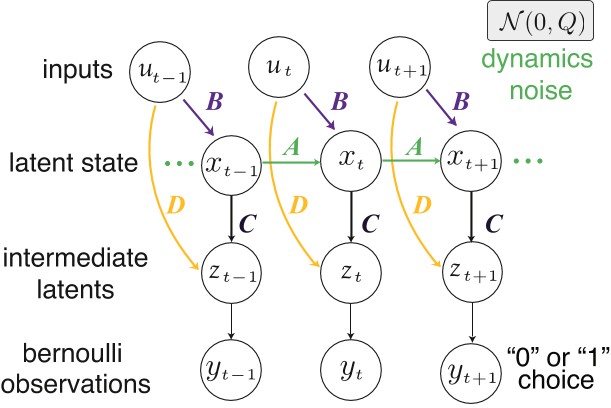 𝒩(0, Q)
dynamics
noise
inputs
u t−1
u t
u t+1
B
B
B
latent state
...
x t−1
A
x t
A
x t+1
...
D
C
D
C
D
C
intermediate
latents
z t−1
z t
z t+1
bernoulli
observations
y t−1
y t
y t+1
“0” or “1”
choice